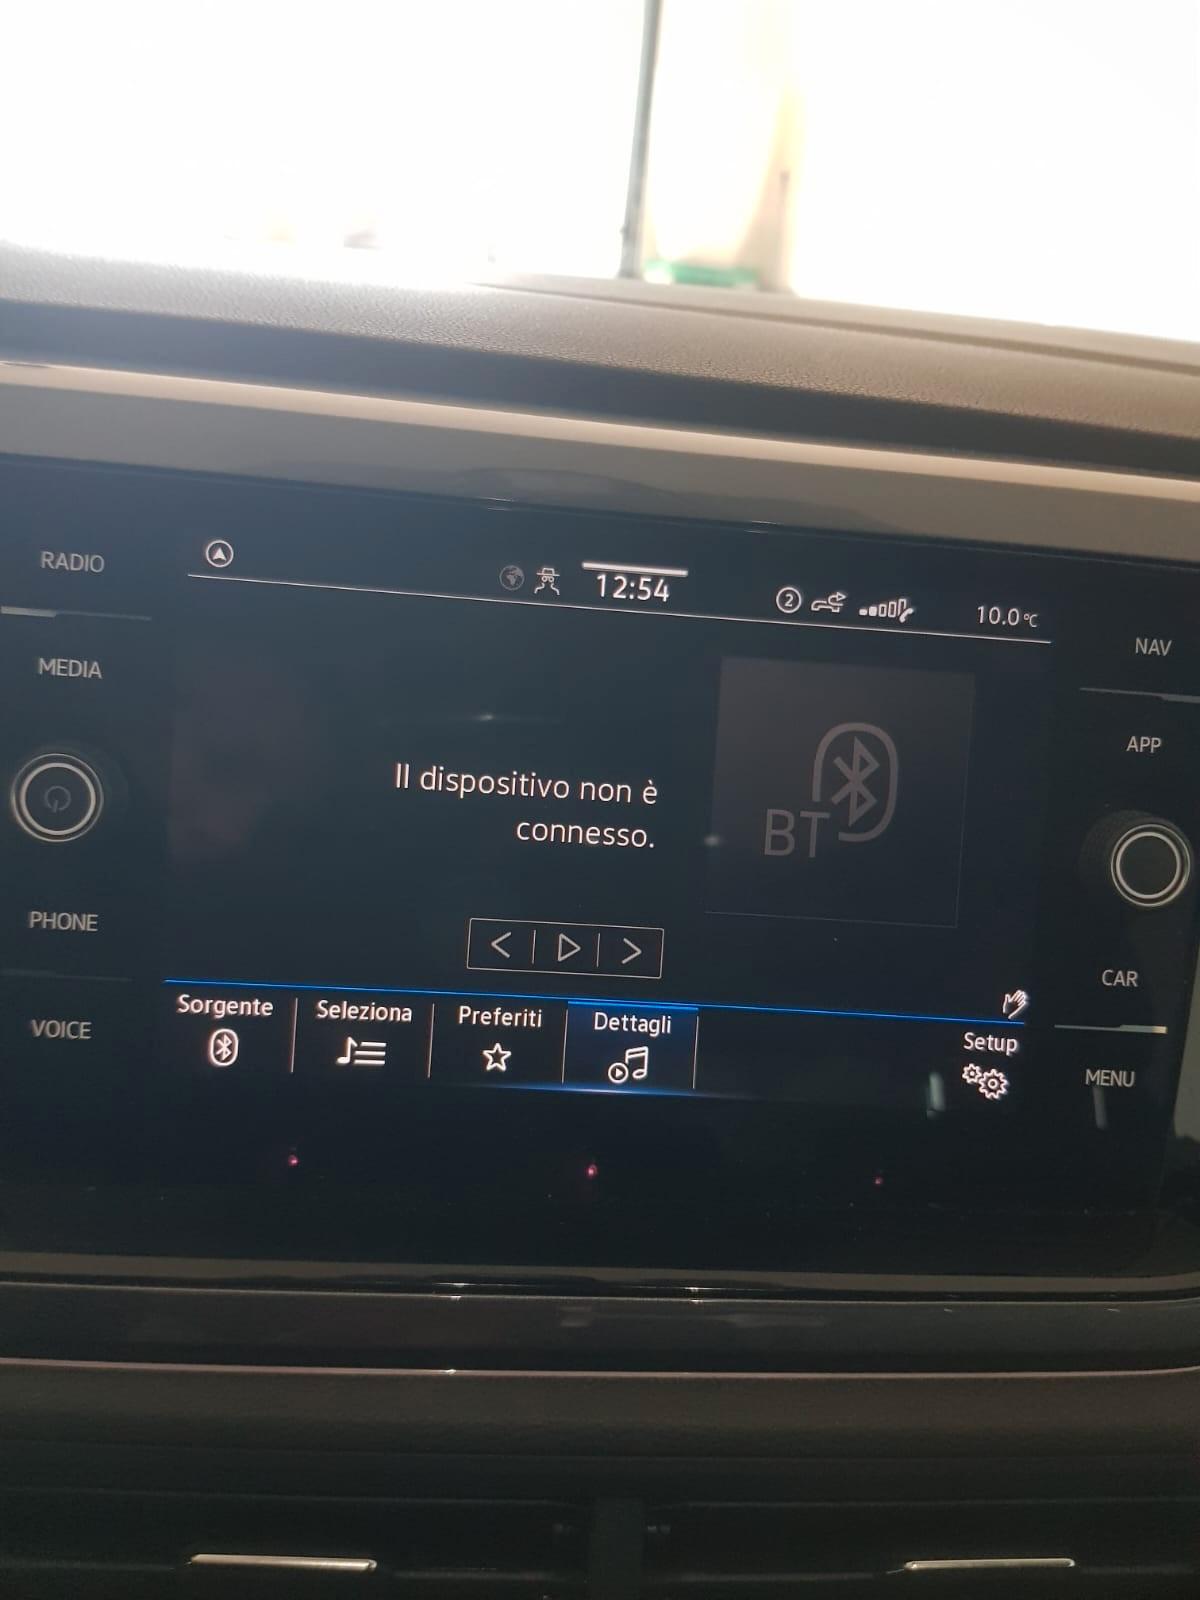 RADIO
12:54
2
10.0°C
MEDIA
NAV
APP
Il dispositivo non è
connesso.
BT
PHONE
CAR
VOICE
Sorgente
Seleziona
Preferiti
Dettagli
Setup
MENU